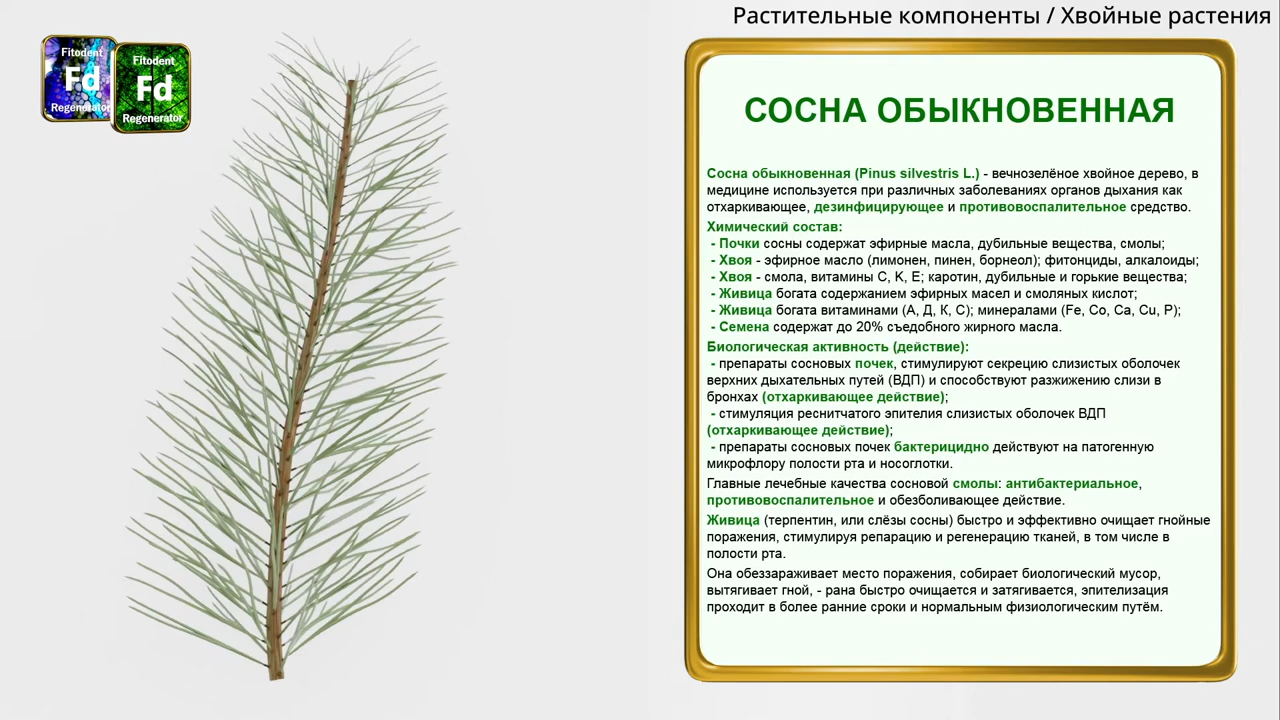 Растительные компоненты / Хвойные растения
Fitodent
Fd
Regenerator
Fitodent
Fd
Regenerator
СОСНА ОБЫКНОВЕННАЯ
Сосна обыкновенная (Pinus silvestris L.) - вечнозелёное хвойное дерево, в
медицине используется при различных заболеваниях органов дыхания как
отхаркивающее, дезинфицирующее и противовоспалительное средство.
Химический состав:
- Почки сосны содержат эфирные масла, дубильные вещества, смолы;
- Хвоя - эфирное масло (лимонен, пинен, борнеол); фитонциды, алкалоиды;
- Хвоя - смола, витамины С, К, Е; каротин, дубильные и горькие вещества;
- Живица богата содержанием эфирных масел и смоляных кислот;
- Живица богата витаминами (А, Д, К, С); минералами (Fe, Co, Ca, Cu, P);
- Семена содержат до 20% съедобного жирного масла.
Биологическая активность (действие):
- препараты сосновых почек, стимулируют секрецию слизистых оболочек
верхних дыхательных путей (ВДП) и способствуют разжижению слизи в
бронхах (отхаркивающее действие);
- стимуляция реснитчатого эпителия слизистых оболочек ВДП
(отхаркивающее действие);
- препараты сосновых почек бактерицидно действуют на патогенную
микрофлору полости рта и носоглотки.
Главные лечебные качества сосновой смолы: антибактериальное,
противовоспалительное и обезболивающее действие.
Живица (терпентин, или слёзы сосны) быстро и эффективно очищает гнойные
поражения, стимулируя репарацию и регенерацию тканей, в том числе в
полости рта.
Она обеззараживает место поражения, собирает биологический мусор,
вытягивает гной, - рана быстро очищается и затягивается, эпителизация
проходит в более ранние сроки и нормальным физиологическим путём.